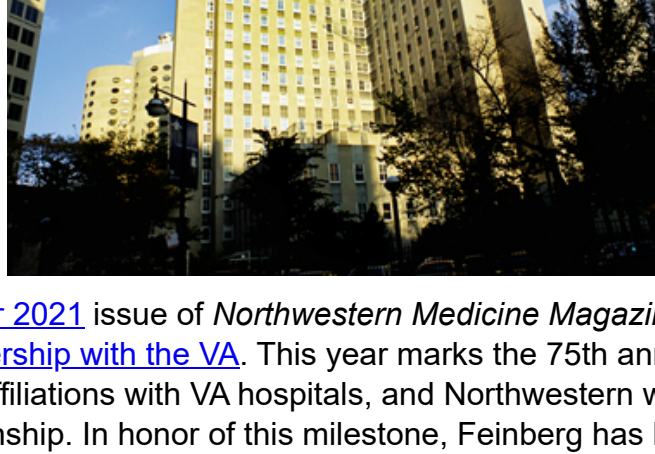 r 2021 issue of Northwestern Medicine Magazi
ership with the VA. This year marks the 75th an
ffiliations with VA hospitals, and Northwestern w
nship. In honor of this milestone, Feinberg has